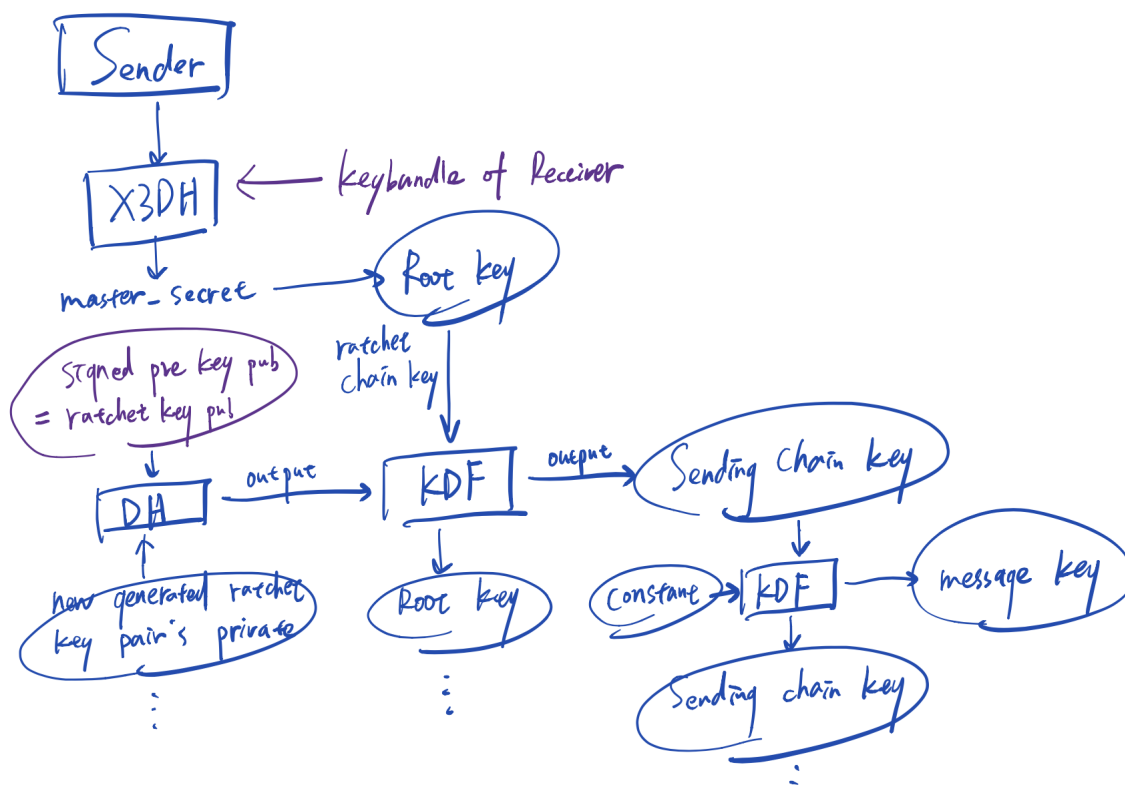 Sender
X3DH
keybundle of Receiver
master_secret
Root key
ratchet
chain key
signed pre key pub
= ratchet key pub
DH
output
KDF
output
Sending Chain key
new generated ratchet
key pair's private
Root key
Constant
KDF
message key
Sending chain key